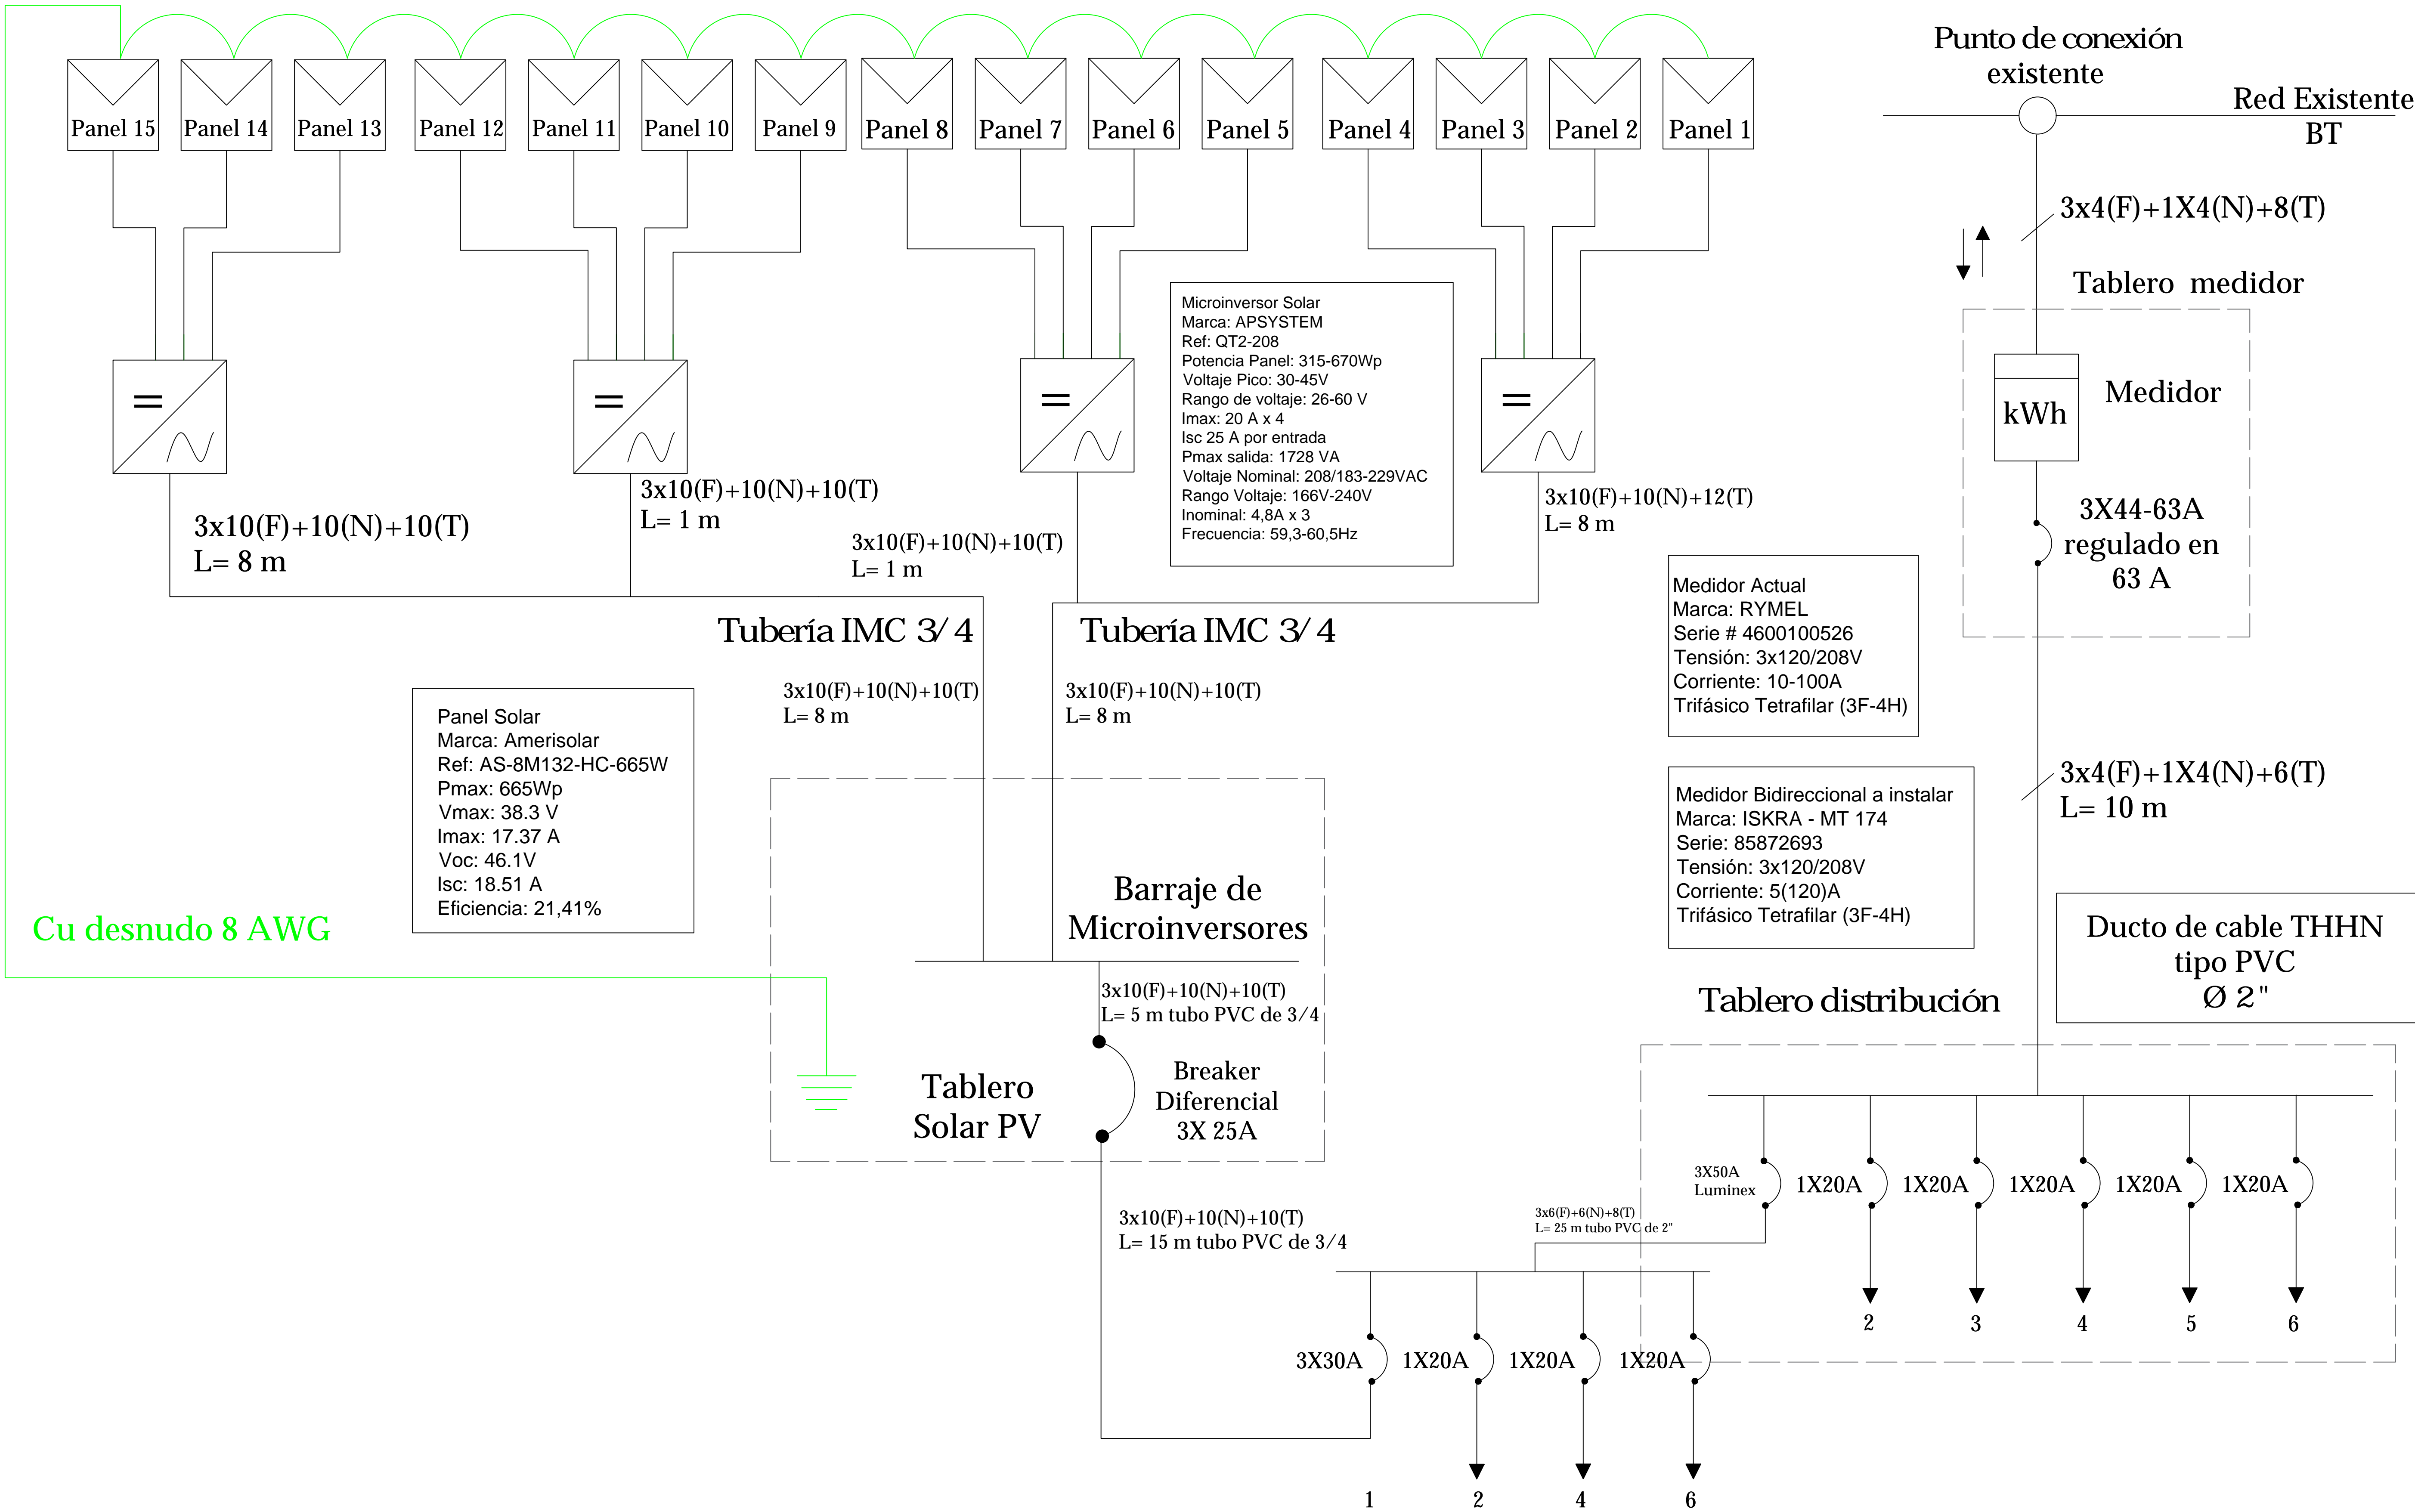 Punto de conexión
existente
Red Existente
BT
Panel 15
Panel 14
Panel 13
Panel 12
Panel 11
Panel 10
Panel 9
Panel 8
Panel 7
Panel 6
Panel 5
Panel 4
Panel 3
Panel 2
Panel 1
3x4(F)+1X4(N)+8(T)
Tablero medidor
Microinversor Solar
Marca: APSYSTEM
Ref: QT2-208
Potencia Panel: 315-670Wp
Voltaje Pico: 30-45V
Rango de voltaje: 26-60 V
Imax: 20 A x 4
Isc 25 A por entrada
Pmax salida: 1728 VA
Voltaje Nominal: 208/183-229VAC
Rango Voltaje: 166V-240V
Inominal: 4,8A x 3
Frecuencia: 59,3-60,5Hz
kWh
Medidor
3X44-63A
regulado en
63 A
3x10(F)+10(N)+10(T)
L= 8 m
3x10(F)+10(N)+10(T)
L= 1 m
3x10(F)+10(N)+10(T)
L= 1 m
3x10(F)+10(N)+12(T)
L= 8 m
Tubería IMC 3/4
Tubería IMC 3/4
Medidor Actual
Marca: RYMEL
Serie # 4600100526
Tensión: 3x120/208V
Corriente: 10-100A
Trifásico Tetrafilar (3F-4H)
3x10(F)+10(N)+10(T)
L= 8 m
3x10(F)+10(N)+10(T)
L= 8 m
Panel Solar
Marca: Amerisolar
Ref: AS-8M132-HC-665W
Pmax: 665Wp
Vmax: 38.3 V
Imax: 17.37 A
Voc: 46.1V
Isc: 18.51 A
Eficiencia: 21,41%
3x4(F)+1X4(N)+6(T)
L= 10 m
Medidor Bidireccional a instalar
Marca: ISKRA - MT 174
Serie: 85872693
Tensión: 3x120/208V
Corriente: 5(120)A
Trifásico Tetrafilar (3F-4H)
Cu desnudo 8 AWG
Barraje de
Microinversores
Ducto de cable THHN
tipo PVC
Ø 2"
Tablero distribución
3x10(F)+10(N)+10(T)
L= 5 m tubo PVC de 3/4
Tablero
Solar PV
Breaker
Diferencial
3X 25A
3X50A
Luminex
1X20A
1X20A
1X20A
1X20A
1X20A
3x10(F)+10(N)+10(T)
L= 15 m tubo PVC de 3/4
3x6(F)+6(N)+8(T)
L= 25 m tubo PVC de 2"
2
3
4
5
6
3X30A
1X20A
1X20A
1X20A
1
2
4
6